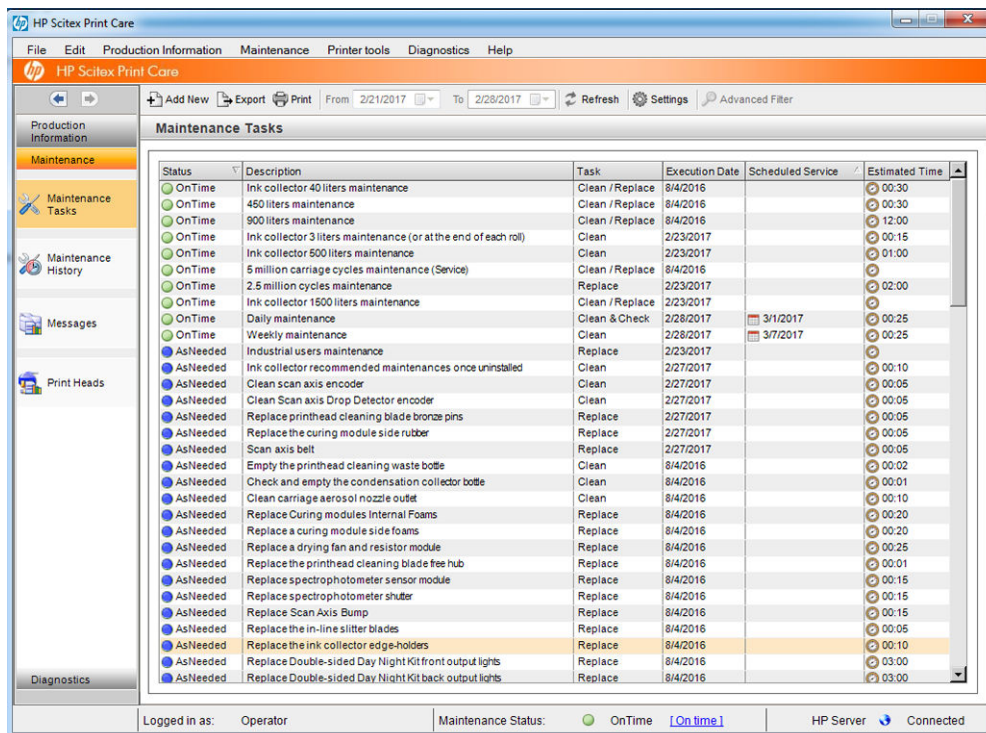 HP Scitex Print Care
File Edit Production Information Maintenance Printer tools Diagnostics Help
hp HP Scitex Print Care
Add New Export Print From 2/21/2017 To 2/28/2017 Refresh Settings Advanced Filter
Production
Information
Maintenance Tasks
Maintenance
Maintenance
Tasks
Maintenance
History
Messages
Print Heads
Diagnostics
Status Description Task Execution Date Scheduled Service Estimated Time
OnTime Ink collector 40 liters maintenance Clean / Replace 8/4/2016 00:30
OnTime 450 liters maintenance Clean / Replace 8/4/2016 00:30
OnTime 900 liters maintenance Clean / Replace 8/4/2016 12:00
OnTime Ink collector 3 liters maintenance (or at the end of each roll) Clean 2/23/2017 00:15
OnTime Ink collector 500 liters maintenance Clean 2/23/2017 01:00
OnTime 5 million carriage cycles maintenance (Service) Clean / Replace 8/4/2016
OnTime 2.5 million cycles maintenance Replace 2/23/2017 02:00
OnTime Ink collector 1500 liters maintenance Clean / Replace 2/23/2017
OnTime Daily maintenance Clean & Check 2/28/2017 3/1/2017 00:25
OnTime Weekly maintenance Clean 2/28/2017 3/7/2017 00:25
AsNeeded Industrial users maintenance Replace 2/23/2017
AsNeeded Ink collector recommended maintenances once uninstalled Clean 2/27/2017 00:10
AsNeeded Clean scan axis encoder Clean 2/27/2017 00:05
AsNeeded Clean Scan axis Drop Detector encoder Clean 2/27/2017 00:05
AsNeeded Replace printhead cleaning blade bronze pins Replace 2/27/2017 00:05
AsNeeded Replace the curing module side rubber Replace 2/27/2017 00:05
AsNeeded Scan axis belt Replace 2/27/2017 00:05
AsNeeded Empty the printhead cleaning waste bottle Clean 8/4/2016 00:02
AsNeeded Check and empty the condensation collector bottle Clean 8/4/2016 00:01
AsNeeded Clean carriage aerosol nozzle outlet Clean 8/4/2016 00:10
AsNeeded Replace Curing modules Internal Foams Replace 8/4/2016 00:20
AsNeeded Replace a curing module side foams Replace 8/4/2016 00:20
AsNeeded Replace a drying fan and resistor module Replace 8/4/2016 00:25
AsNeeded Replace the printhead cleaning blade free hub Replace 8/4/2016 00:01
AsNeeded Replace spectrophotometer sensor module Replace 8/4/2016 00:15
AsNeeded Replace spectrophotometer shutter Replace 8/4/2016 00:15
AsNeeded Replace Scan Axis Bump Replace 8/4/2016 00:15
AsNeeded Replace the in-line slitter blades Replace 8/4/2016 00:05
AsNeeded Replace the ink collector edge-holders Replace 8/4/2016 00:10
AsNeeded Replace Double-sided Day Night Kit front output lights Replace 8/4/2016 03:00
AsNeeded Replace Double-sided Day Night Kit back output lights Replace 8/4/2016 03:00
Logged in as: Operator Maintenance Status: OnTime [ On time ] HP Server Connected